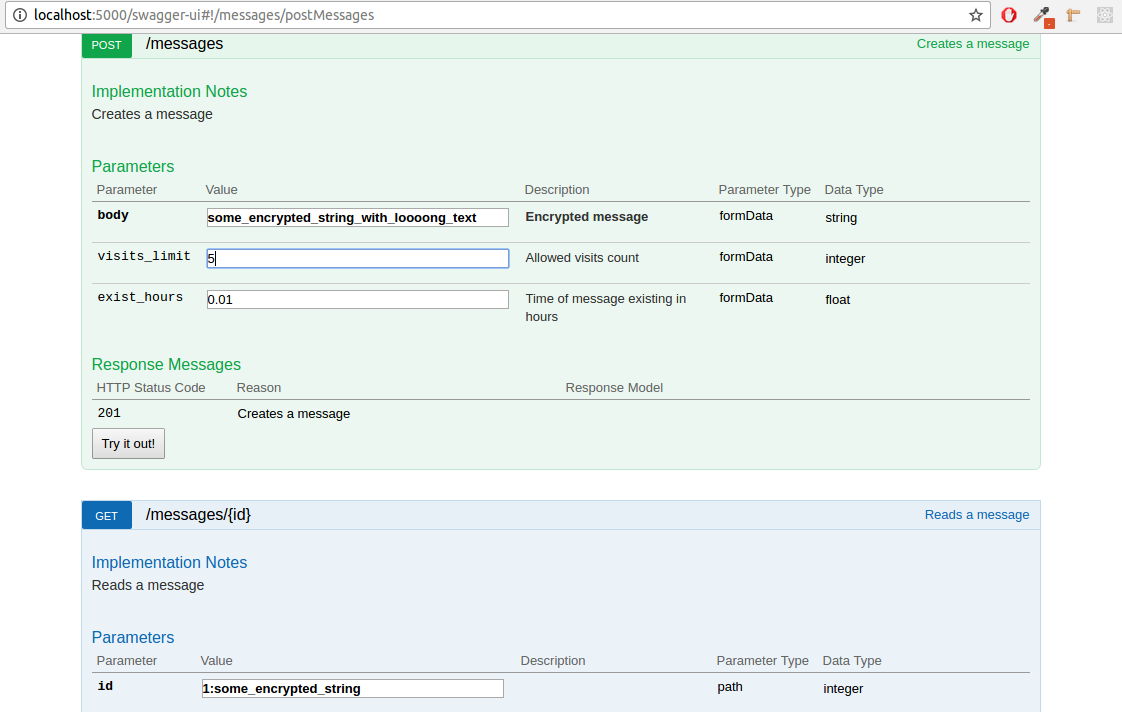 localhost:5000/swagger-ui#!/messages/postMessages
POST /messages Creates a message
Implementation Notes
Creates a message
Parameters
Parameter Value Description Parameter Type Data Type
body some_encrypted_string_with_loooong_text Encrypted message formData string
visits_limit 5 Allowed visits count formData integer
exist_hours 0.01 Time of message existing in formData float
hours
Response Messages
HTTP Status Code Reason Response Model
201 Creates a message
Try it out!
GET /messages/{id} Reads a message
Implementation Notes
Reads a message
Parameters
Parameter Value Description Parameter Type Data Type
id 1:some_encrypted_string path integer